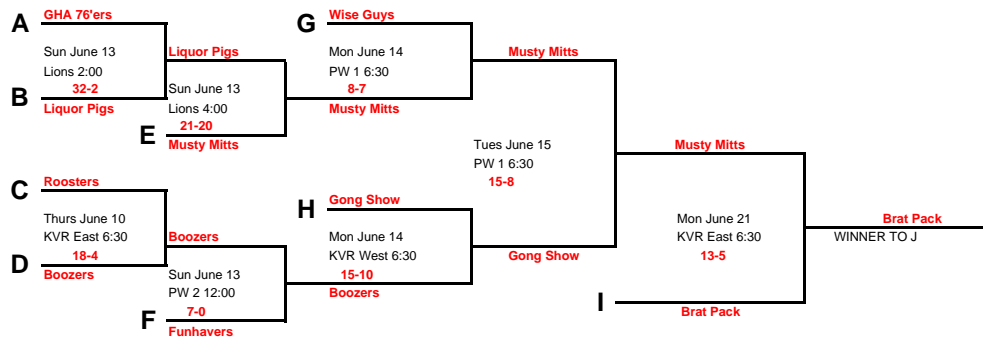 A GHA 76'ers
Sun June 13
Lions 2:00
32-2
B Liquor Pigs
Liquor Pigs
Sun June 13
Lions 4:00
21-20
E Musty Mitts
G Wise Guys
Mon June 14
PW 1 6:30
8-7
Musty Mitts
Musty Mitts
Tues June 15
PW 1 6:30
15-8
Musty Mitts
C Roosters
Thurs June 10
KVR East 6:30
18-4
D Boozers
Boozers
Sun June 13
PW 2 12:00
7-0
F Funhavers
H Gong Show
Mon June 14
KVR West 6:30
15-10
Boozers
Gong Show
Mon June 21
KVR East 6:30
13-5
I Brat Pack
Brat Pack
WINNER TO J